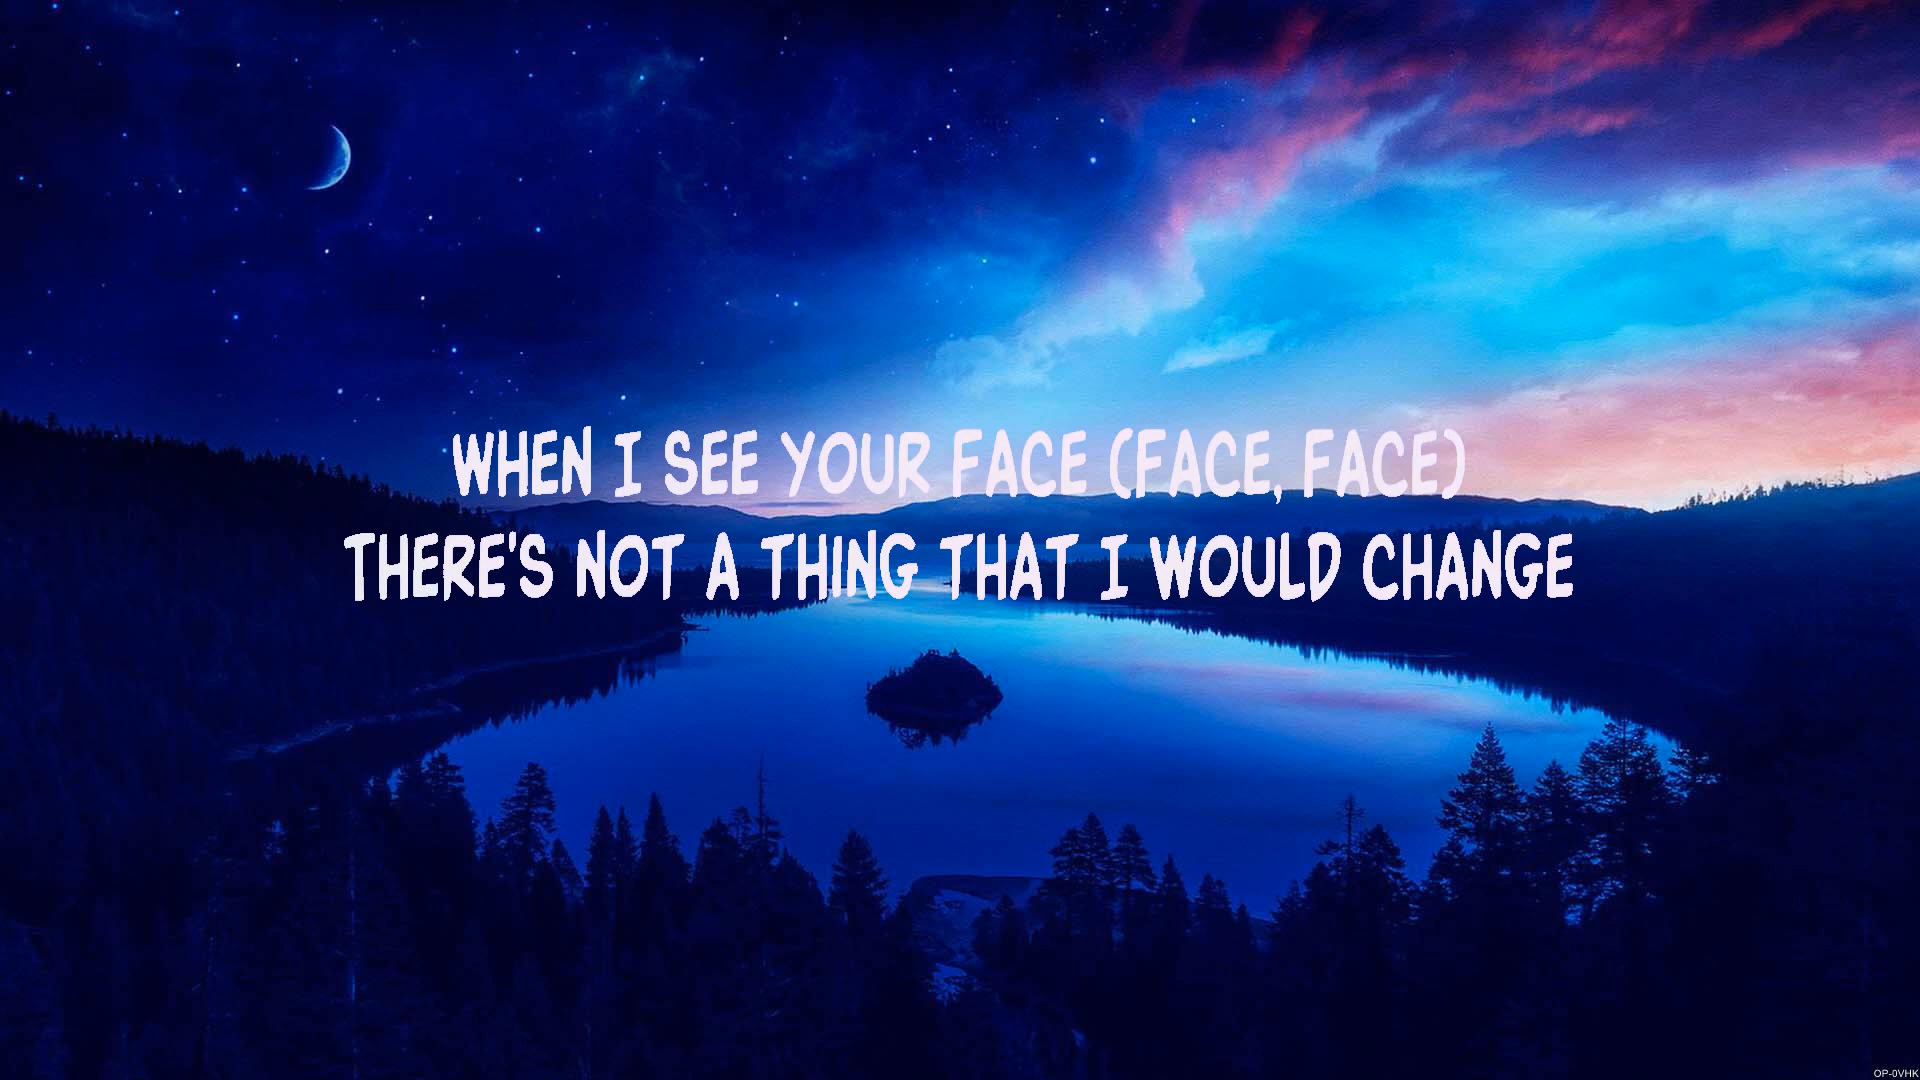 WHEN I SEE YOUR FACE (FACE, FACE)
THERE'S NOT A THING THAT I WOULD CHANGE
OP-0VHK